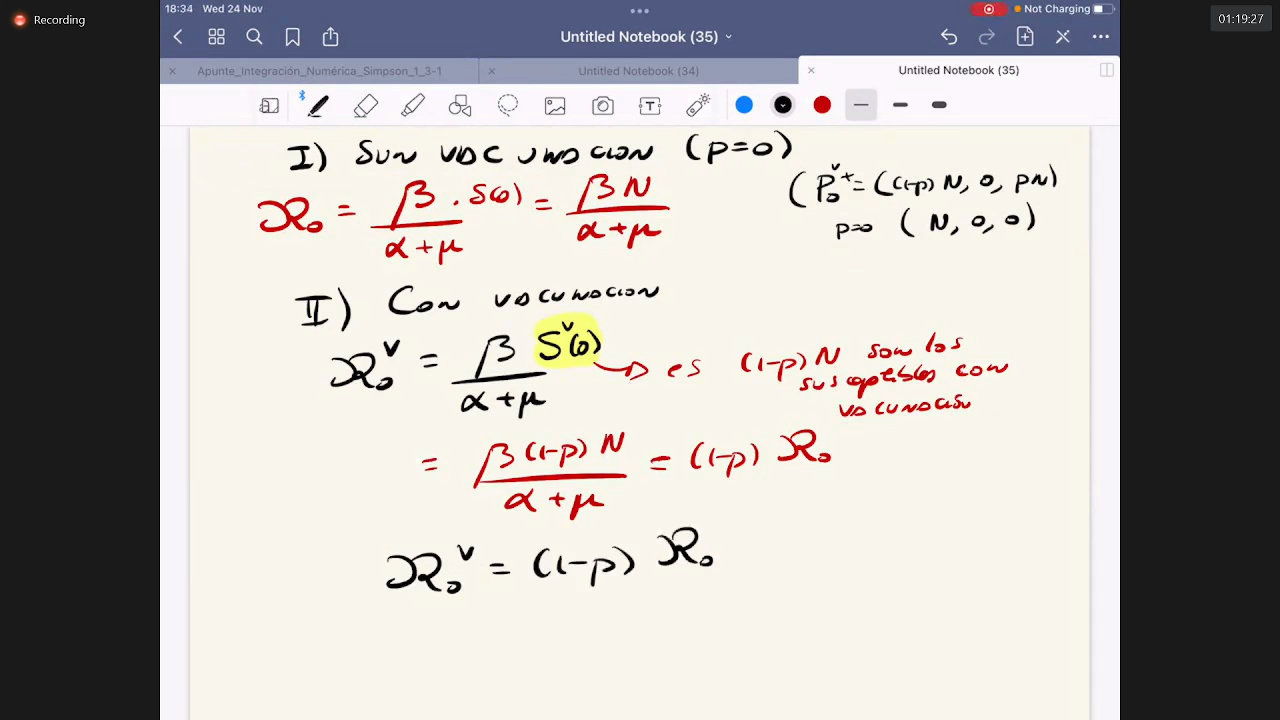 Recording
18:34 Wed 24 Nov
Not Charging
01:19:27
Untitled Notebook (35)
Apunte_Integración_Numérica_Simpson_1_3-1
Untitled Notebook (34)
Untitled Notebook (35)
I) Sin vacunación (p=0)
(P₀^{v*} = ((1-p)N, 0, pN)
p=0 (N, 0, 0)
ℛ₀ = β · S(0) / (α+μ) = βN / (α+μ)
II) Con vacunación
ℛ₀^v = β S^v(0) / (α+μ) → es (1-p)N son los
susceptibles con
vacunación
= β(1-p)N / (α+μ) = (1-p) ℛ₀
ℛ₀^v = (1-p) ℛ₀